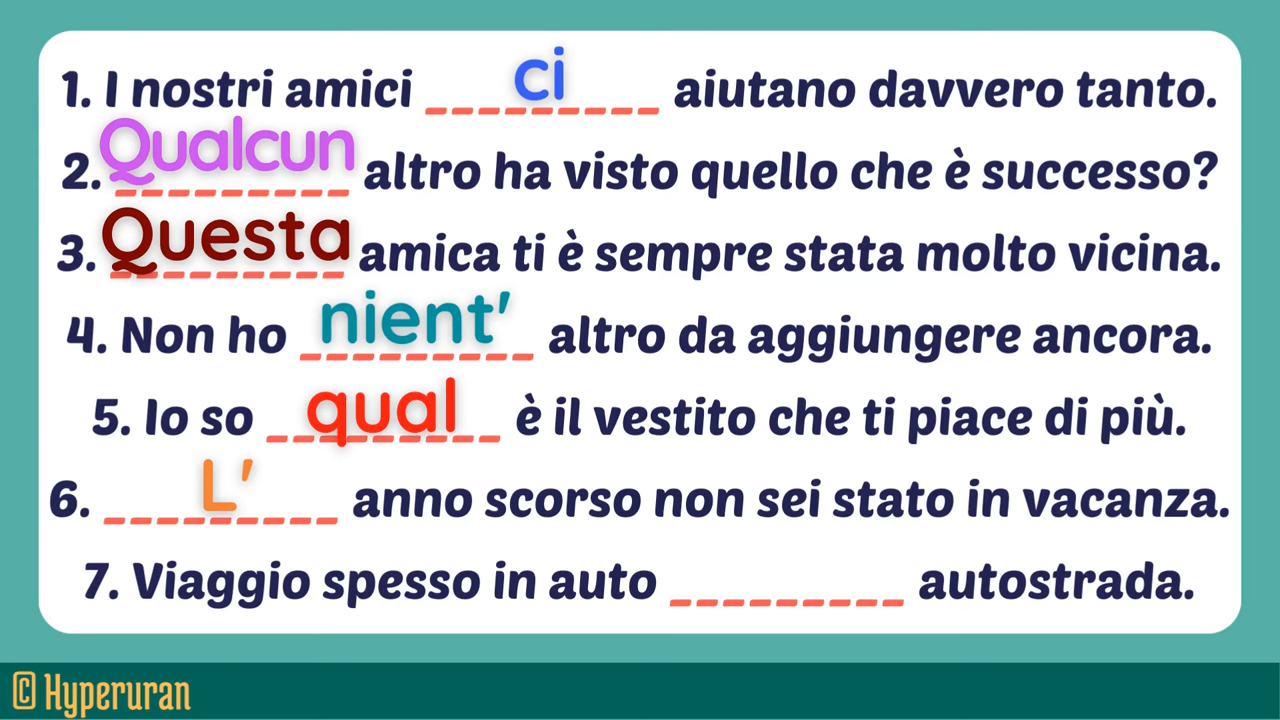 1. I nostri amici ci aiutano davvero tanto.
2. Qualcun altro ha visto quello che è successo?
3. Questa amica ti è sempre stata molto vicina.
4. Non ho nient' altro da aggiungere ancora.
5. Io so qual è il vestito che ti piace di più.
6. L' anno scorso non sei stato in vacanza.
7. Viaggio spesso in auto _________ autostrada.
© Hyperuran